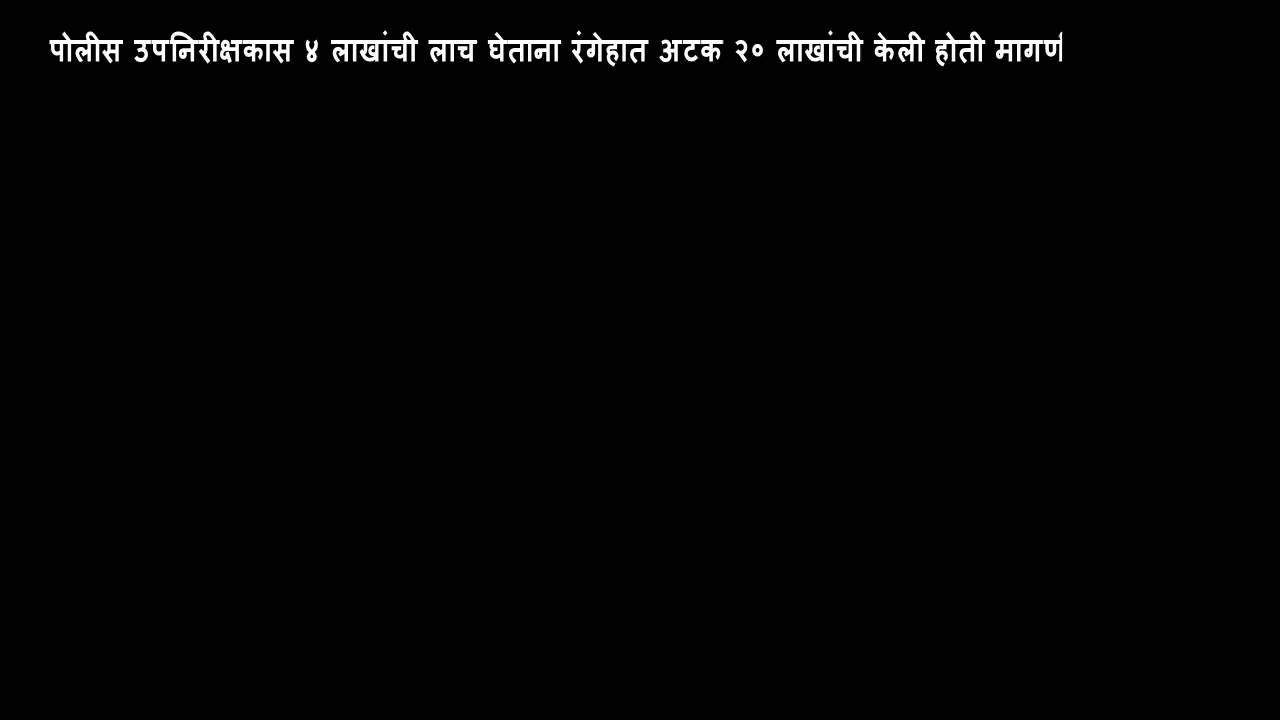 पोलीस उपनिरीक्षकास ४ लाखांची लाच घेताना रंगेहात अटक २० लाखांची केली होती मागणी